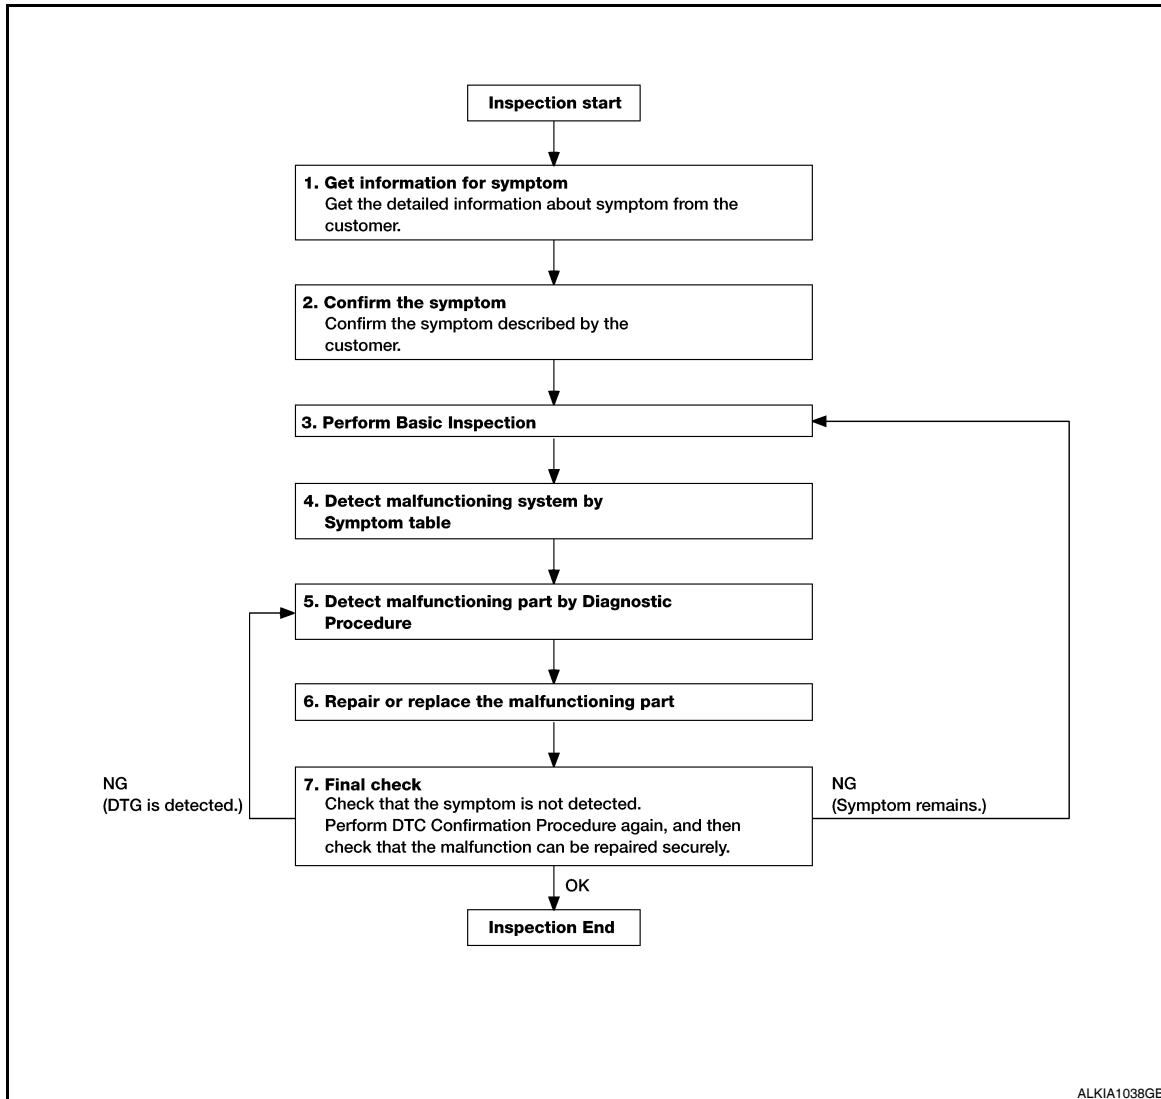 Inspection start
1. Get information for symptom
Get the detailed information about symptom from the
customer.
2. Confirm the symptom
Confirm the symptom described by the
customer.
3. Perform Basic Inspection
4. Detect malfunctioning system by
Symptom table
5. Detect malfunctioning part by Diagnostic
Procedure
6. Repair or replace the malfunctioning part
NG
(DTG is detected.)
7. Final check
Check that the symptom is not detected.
Perform DTC Confirmation Procedure again, and then
check that the malfunction can be repaired securely.
NG
(Symptom remains.)
OK
Inspection End
ALKIA1038GB